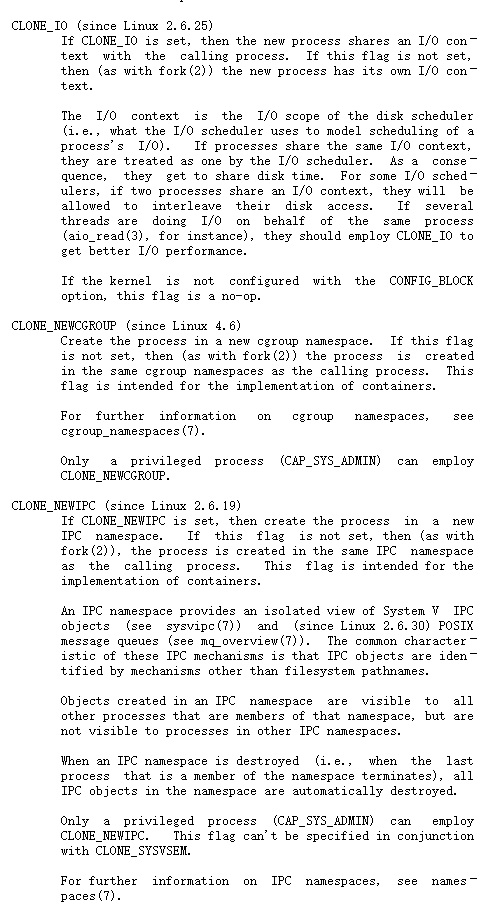 CLONE_IO (since Linux 2.6.25)
If CLONE_IO is set, then the new process shares an I/O con‐
text with the calling process. If this flag is not set,
then (as with fork(2)) the new process has its own I/O con‐
text.
The I/O context is the I/O scope of the disk scheduler
(i.e., what the I/O scheduler uses to model scheduling of a
process's I/O). If processes share the same I/O context,
they are treated as one by the I/O scheduler. As a conse‐
quence, they get to share disk time. For some I/O sched‐
ulers, if two processes share an I/O context, they will be
allowed to interleave their disk access. If several
threads are doing I/O on behalf of the same process
(aio_read(3), for instance), they should employ CLONE_IO to
get better I/O performance.
If the kernel is not configured with the CONFIG_BLOCK
option, this flag is a no-op.
CLONE_NEWCGROUP (since Linux 4.6)
Create the process in a new cgroup namespace. If this flag
is not set, then (as with fork(2)) the process is created
in the same cgroup namespaces as the calling process. This
flag is intended for the implementation of containers.
For further information on cgroup namespaces, see
cgroup_namespaces(7).
Only a privileged process (CAP_SYS_ADMIN) can employ
CLONE_NEWCGROUP.
CLONE_NEWIPC (since Linux 2.6.19)
If CLONE_NEWIPC is set, then create the process in a new
IPC namespace. If this flag is not set, then (as with
fork(2)), the process is created in the same IPC namespace
as the calling process. This flag is intended for the
implementation of containers.
An IPC namespace provides an isolated view of System V IPC
objects (see sysvipc(7)) and (since Linux 2.6.30) POSIX
message queues (see mq_overview(7)). The common character‐
istic of these IPC mechanisms is that IPC objects are iden‐
tified by mechanisms other than filesystem pathnames.
Objects created in an IPC namespace are visible to all
other processes that are members of that namespace, but are
not visible to processes in other IPC namespaces.
When an IPC namespace is destroyed (i.e., when the last
process that is a member of the namespace terminates), all
IPC objects in the namespace are automatically destroyed.
Only a privileged process (CAP_SYS_ADMIN) can employ
CLONE_NEWIPC. This flag can't be specified in conjunction
with CLONE_SYSVSEM.
For further information on IPC namespaces, see names‐
paces(7).